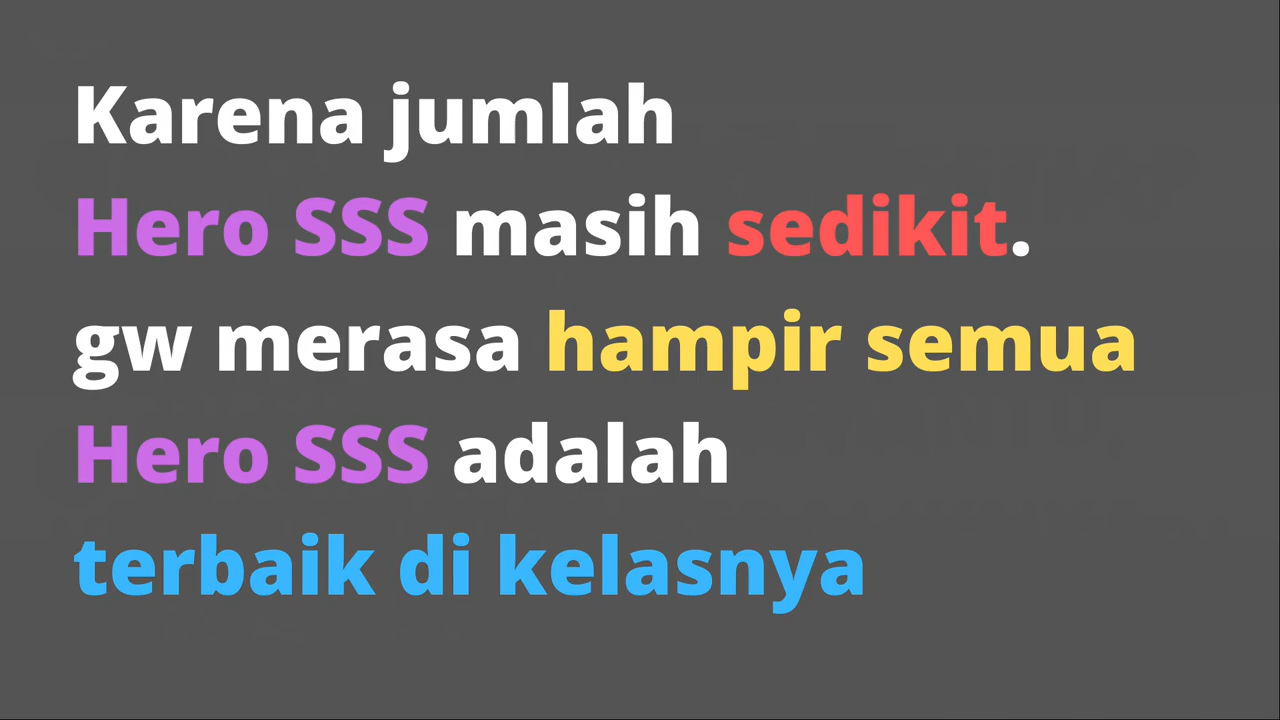 Karena jumlah
Hero SSS masih sedikit.
gw merasa hampir semua
Hero SSS adalah
terbaik di kelasnya